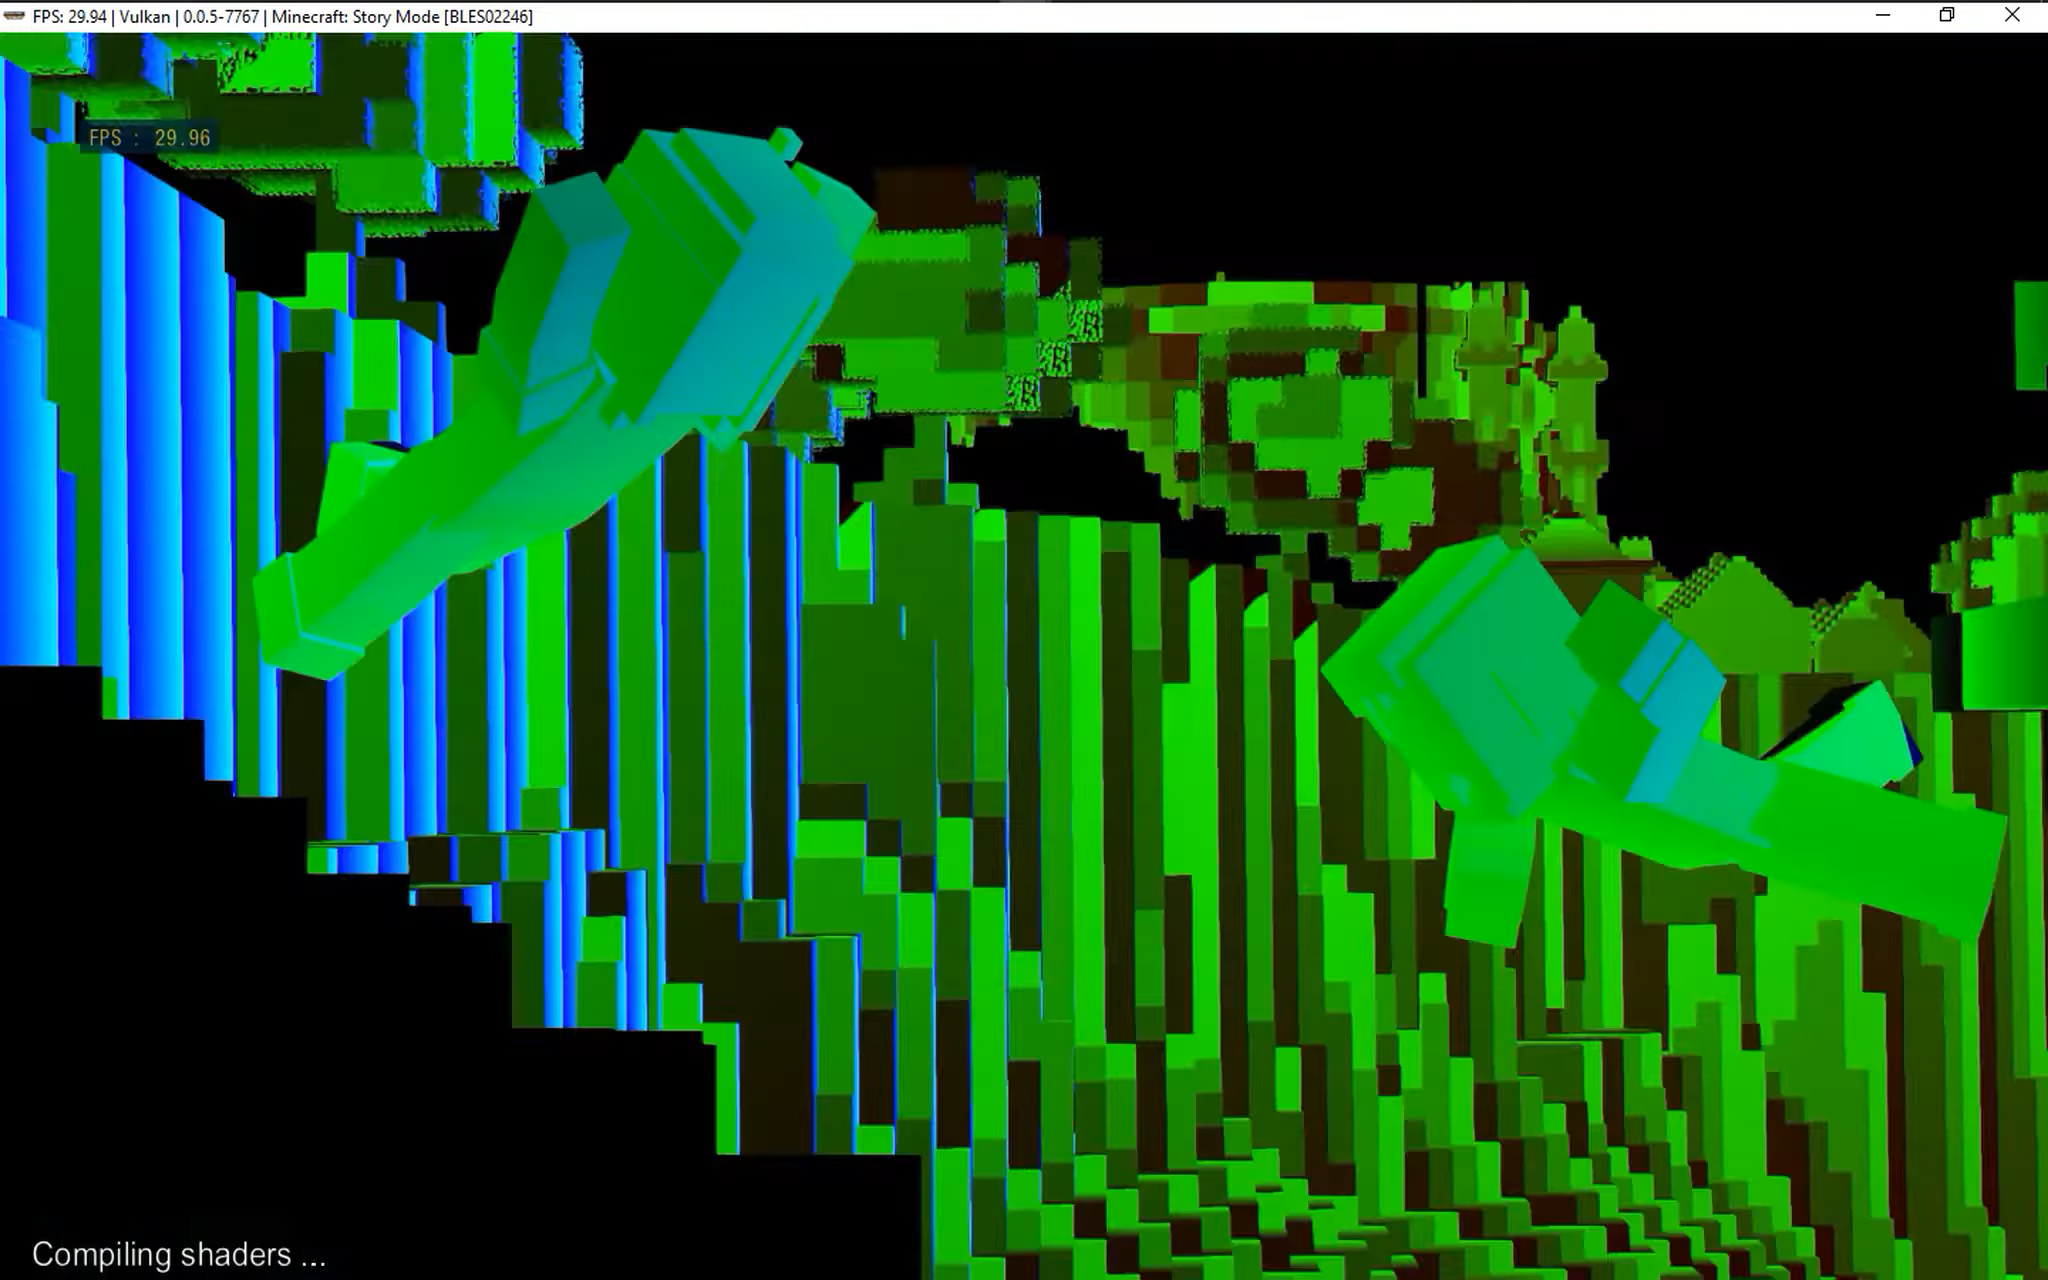 FPS: 29.94 | Vulkan | 0.0.5-7767 | Minecraft: Story Mode [BLES02246]
FPS : 29.96
Compiling shaders ...